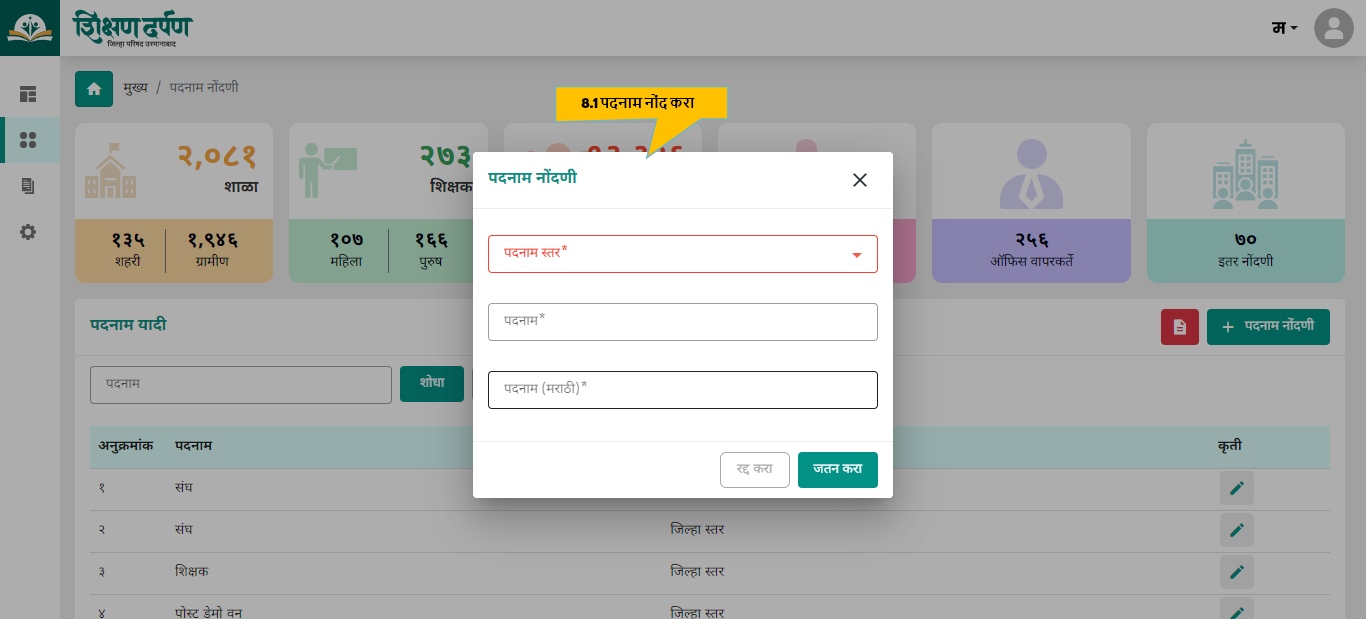 शिक्षण दर्पण
जिल्हा परिषद उस्मानाबाद
म
मुख्य / पदनाम नोंदणी
8.1 पदनाम नोंद करा
२,०८१
शाळा
१३५
शहरी
१,९४६
ग्रामीण
२७३
शिक्षक
१०७
महिला
१६६
पुरुष
२५६
ऑफिस वापरकर्ते
७०
इतर नोंदणी
पदनाम नोंदणी
पदनाम स्तर*
पदनाम*
पदनाम (मराठी)*
रद्द करा
जतन करा
पदनाम यादी
पदनाम नोंदणी
पदनाम
शोधा
अनुक्रमांक पदनाम कृती
१ संघ
२ संघ जिल्हा स्तर
३ शिक्षक जिल्हा स्तर
४ पोस्ट डेमो वन जिल्हा स्तर